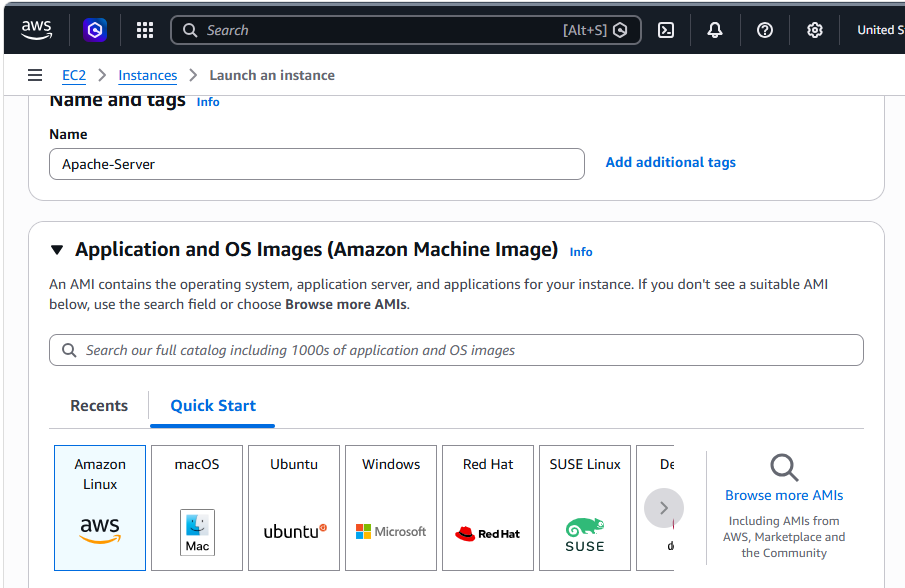 aws
Search [Alt+S]
United S
EC2 Instances Launch an instance
Name and tags Info
Name
Apache-Server
Add additional tags
Application and OS Images (Amazon Machine Image) Info
An AMI contains the operating system, application server, and applications for your instance. If you don't see a suitable AMI
below, use the search field or choose Browse more AMIs.
Search our full catalog including 1000s of application and OS images
Recents Quick Start
Amazon
Linux
aws
macOS
Mac
Ubuntu
ubuntu
Windows
Microsoft
Red Hat
Red Hat
SUSE Linux
SUSE
De
d
Browse more AMIs
Including AMIs from
AWS, Marketplace and
the Community